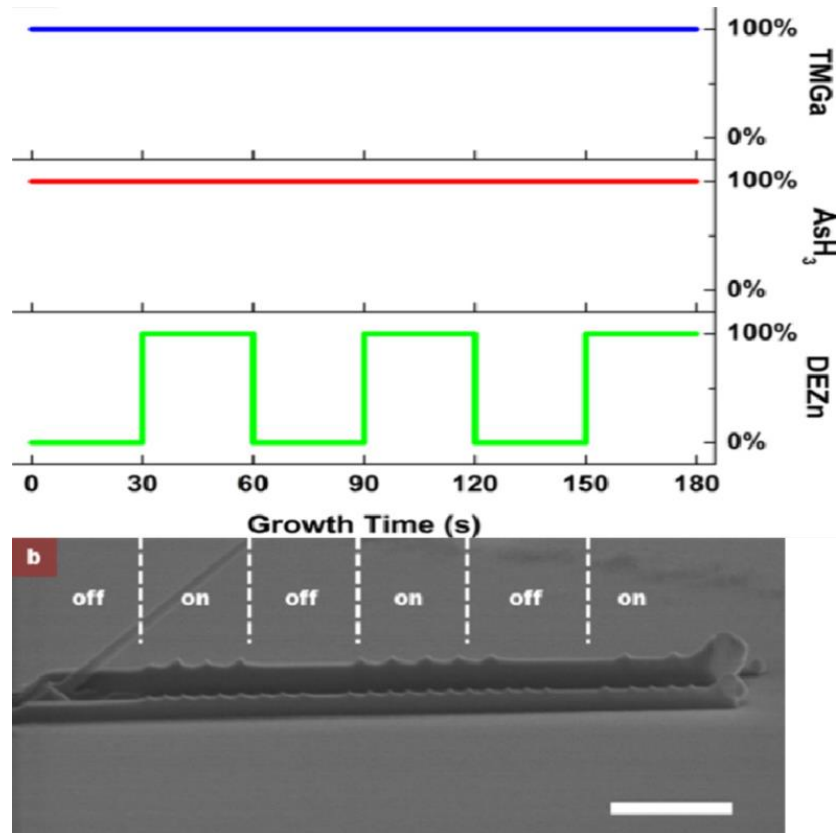 100%
TMGa
0%
100%
AsH₃
0%
100%
DEZn
0%
0 30 60 90 120 150 180
Growth Time (s)
b
off on off on off on